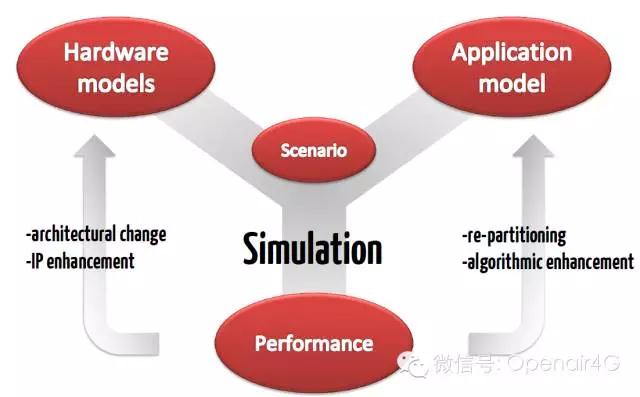 Hardware
models
Application
model
Scenario
-architectural change
-IP enhancement
Simulation
-re-partitioning
-algorithmic enhancement
Performance
微信号: Openair4G